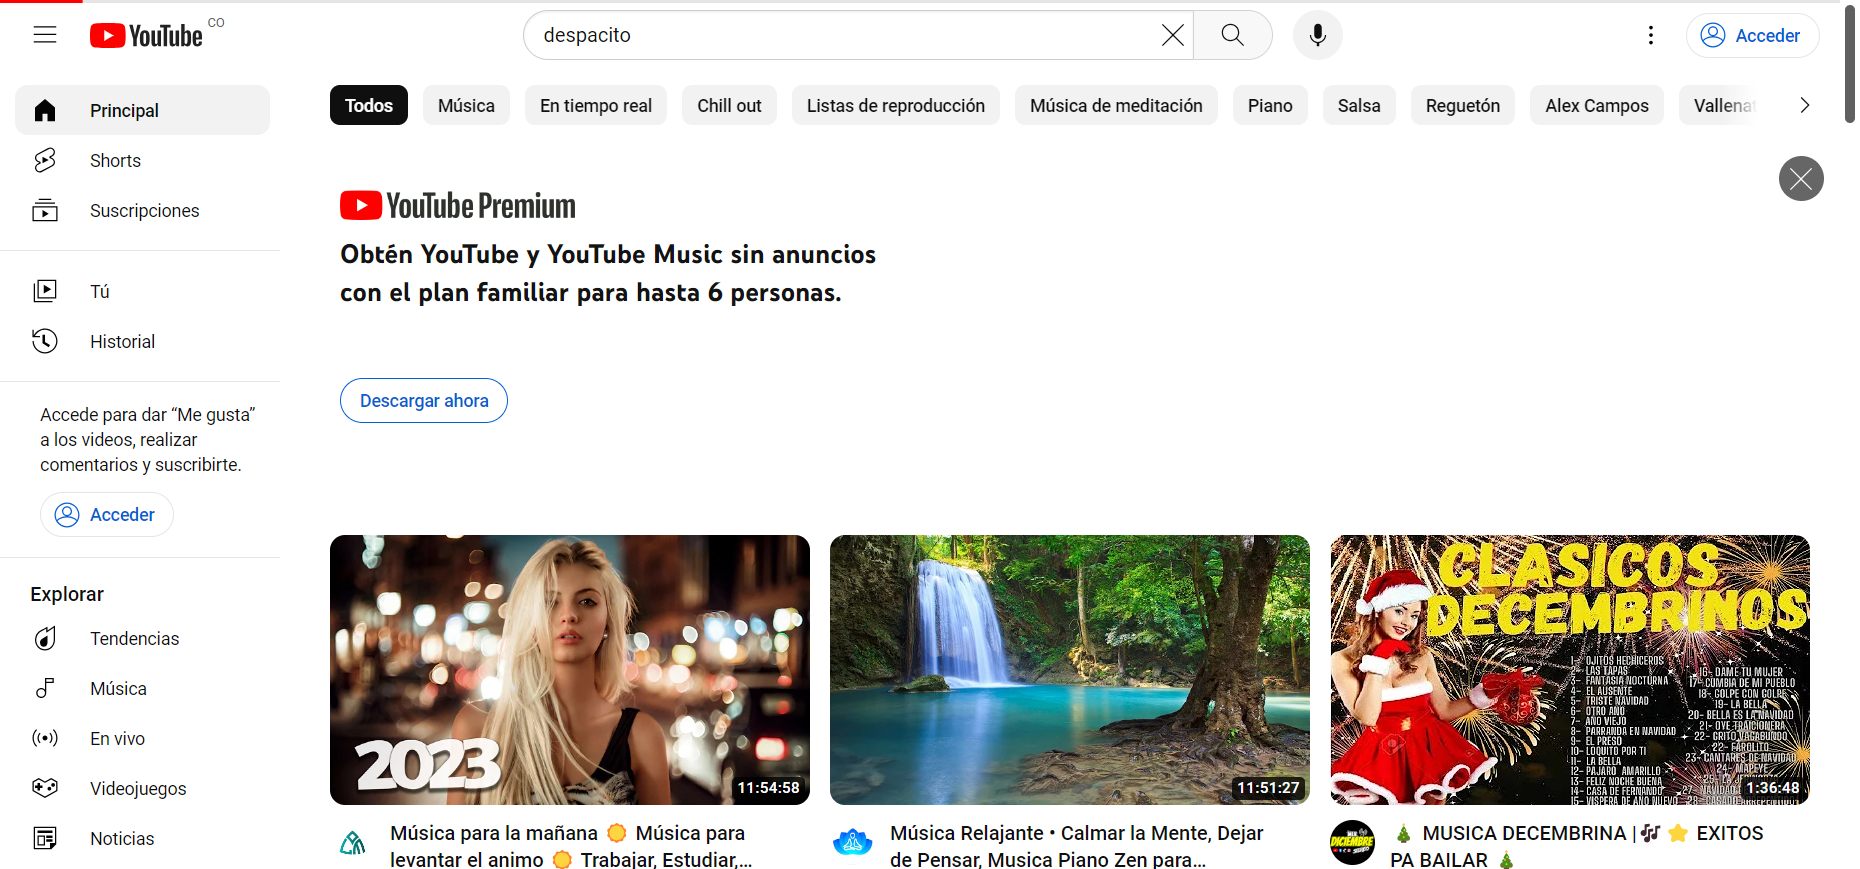 YouTube CO
despacito
Acceder
Principal
Shorts
Suscripciones
Tú
Historial
Accede para dar “Me gusta”
a los videos, realizar
comentarios y suscribirte.
Acceder
Explorar
Tendencias
Música
En vivo
Videojuegos
Noticias
Todos
Música
En tiempo real
Chill out
Listas de reproducción
Música de meditación
Piano
Salsa
Reguetón
Alex Campos
Vallenat
YouTube Premium
Obtén YouTube y YouTube Music sin anuncios
con el plan familiar para hasta 6 personas.
Descargar ahora
2023
11:54:58
Música para la mañana 🌞 Música para
levantar el animo 🌞 Trabajar, Estudiar,...
11:51:27
Música Relajante • Calmar la Mente, Dejar
de Pensar, Musica Piano Zen para...
CLASICOS
DECEMBRINOS
1- OJITOS HECHICEROS
2- LAS TAPAS
3- FANTASIA NOCTURNA
4- EL AUSENTE
5- TRISTE NAVIDAD
6- OTRO AÑO
7- AÑO VIEJO
8- PARRANDA EN NAVIDAD
9- EL PRESO
10- LOQUITO POR TI
11- LA BELLA
12- PAJARO AMARILLO
13- FELIZ NOCHE BUENA
14- CASA DE FERNANDO
15- VISPERA DE AÑO NUEVO
16- DAME TU MUJER
17- CUMBIA DE MI PUEBLO
18- GOLPE CON GOLPE
19- LA BELLA
20- BELLA ES LA NAVIDAD
21- OYE TRAICIONERA
22- GRITO VAGABUNDO
22- FAROLITO
23- CANTARES DE NAVIDAD
24- MAPEYE
27- NAVIDAD
1:36:48
DICIEMBRE
🎄 MUSICA DECEMBRINA | 🎶 ⭐ EXITOS
PA BAILAR 🎄